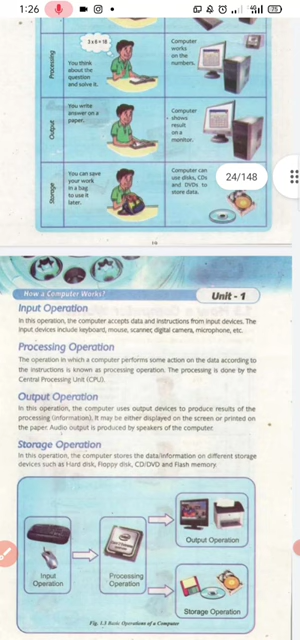 1:26
25
3 x 6 = 18
Processing
You think
about the
question
and solve it.
Computer
works
on the
numbers.
Output
You write
answer on a
paper.
Computer
shows
result
on a
monitor.
Storage
You can save
your work
in a bag
to use it
later.
Computer can
use disks, CDs
and DVDs to
store data.
24/148
How a Computer Works?
Unit - 1
Input Operation
In this operation, the computer accepts data and instructions from input devices. The
input devices include keyboard, mouse, scanner, digital camera, microphone, etc.
Processing Operation
The operation in which a computer performs some action on the data according to
the instructions is known as processing operation. The processing is done by the
Central Processing Unit (CPU).
Output Operation
In this operation, the computer uses output devices to produce results of the
processing (information). It may be either displayed on the screen or printed on
the paper. Audio output is produced by speakers of the computer.
Storage Operation
In this operation, the computer stores the data/information on different storage
devices such as Hard disk, Floppy disk, CD/DVD and Flash memory.
Input
Operation
Processing
Operation
Output Operation
Storage Operation
Fig. 1.3 Basic Operations of a Computer